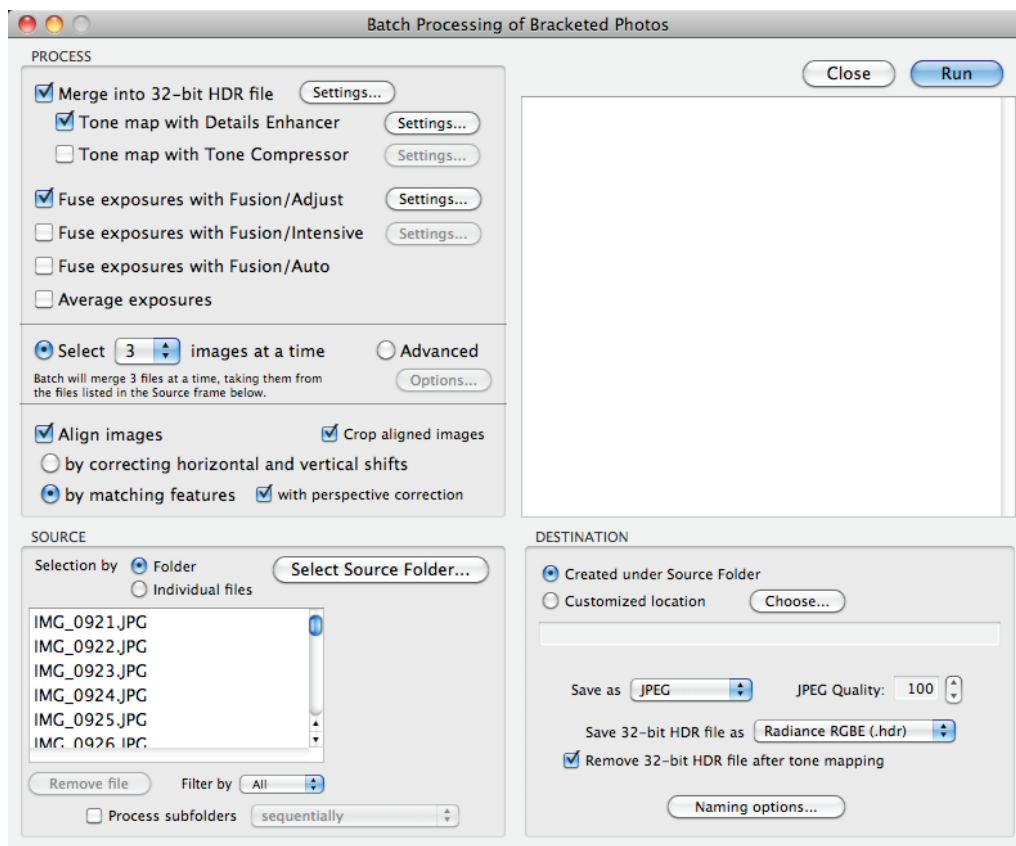 Batch Processing of Bracketed Photos
PROCESS
Close Run
Merge into 32-bit HDR file Settings...
Tone map with Details Enhancer Settings...
Tone map with Tone Compressor Settings...
Fuse exposures with Fusion/Adjust Settings...
Fuse exposures with Fusion/Intensive Settings...
Fuse exposures with Fusion/Auto
Average exposures
Select 3 images at a time Advanced
Batch will merge 3 files at a time, taking them from
the files listed in the Source frame below.
Options...
Align images Crop aligned images
by correcting horizontal and vertical shifts
by matching features with perspective correction
SOURCE
Selection by Folder
Individual files
Select Source Folder...
IMG_0921.JPG
IMG_0922.JPG
IMG_0923.JPG
IMG_0924.JPG
IMG_0925.JPG
IMG_0926.JPG
Remove file Filter by All
Process subfolders sequentially
DESTINATION
Created under Source Folder
Customized location Choose...
Save as JPEG JPEG Quality: 100
Save 32-bit HDR file as Radiance RGBE (.hdr)
Remove 32-bit HDR file after tone mapping
Naming options...